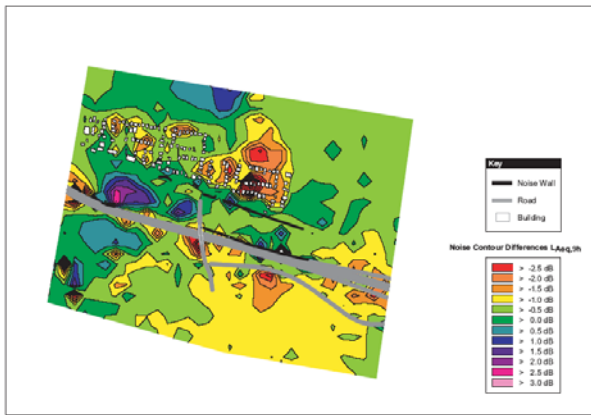 Key
Noise Wall
Road
Building
Noise Contour Differences LAeq,9h
> -2.5 dB
> -2.0 dB
> -1.5 dB
> -1.0 dB
> -0.5 dB
> 0.0 dB
> 0.5 dB
> 1.0 dB
> 1.5 dB
> 2.0 dB
> 2.5 dB
> 3.0 dB